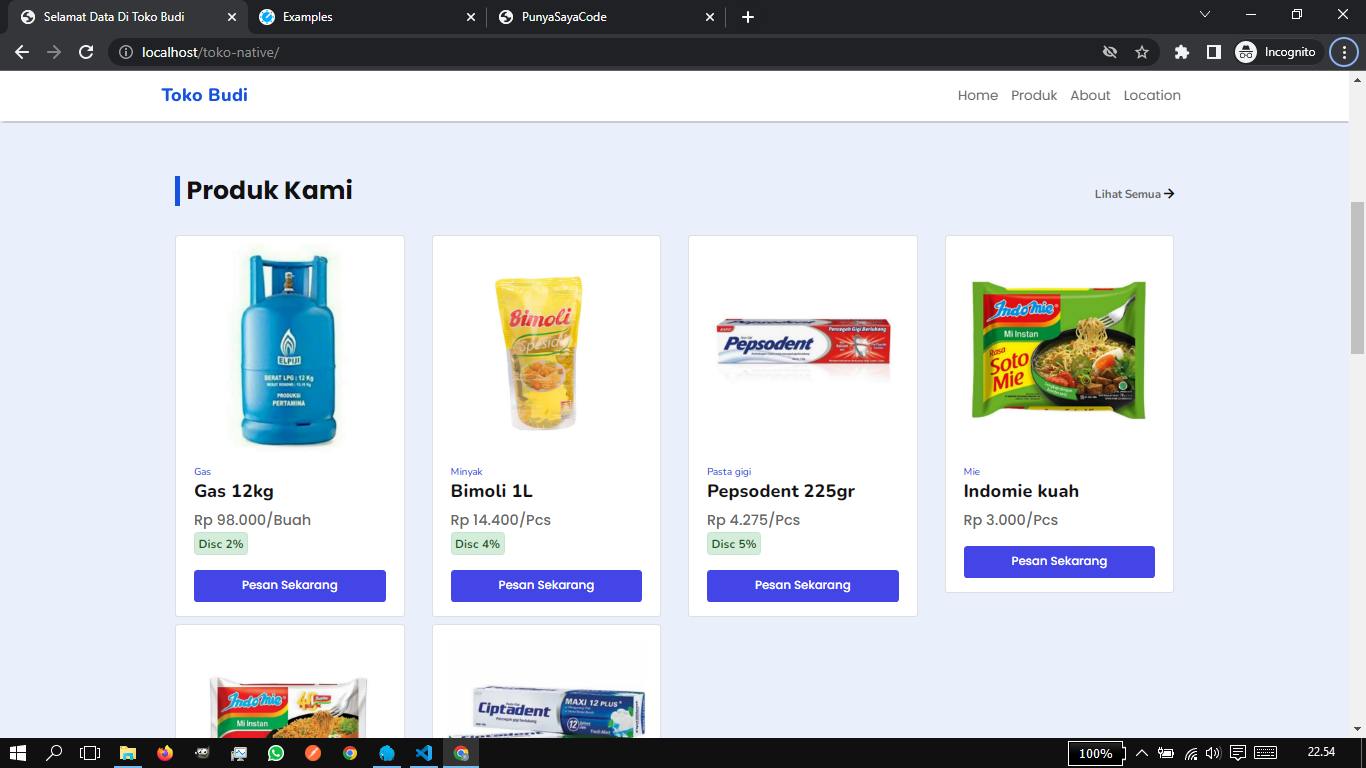 Selamat Data Di Toko Budi
Examples
PunyaSayaCode
localhost/toko-native/
Incognito
Toko Budi
Home Produk About Location
Produk Kami
Lihat Semua
ELPIJI
BERAT LPG : 12 Kg
PRODUKSI
PERTAMINA
Bimoli
Spesial
Pencegah Gigi Berlubang
Pepsodent
Indomie
Mi Instan
Rasa
Soto
Mie
Gas
Gas 12kg
Rp 98.000/Buah
Disc 2%
Pesan Sekarang
Minyak
Bimoli 1L
Rp 14.400/Pcs
Disc 4%
Pesan Sekarang
Pasta gigi
Pepsodent 225gr
Rp 4.275/Pcs
Disc 5%
Pesan Sekarang
Mie
Indomie kuah
Rp 3.000/Pcs
Pesan Sekarang
Indomie
Mi Instan
Ciptadent
MAXI 12 PLUS
12
100%
22.54